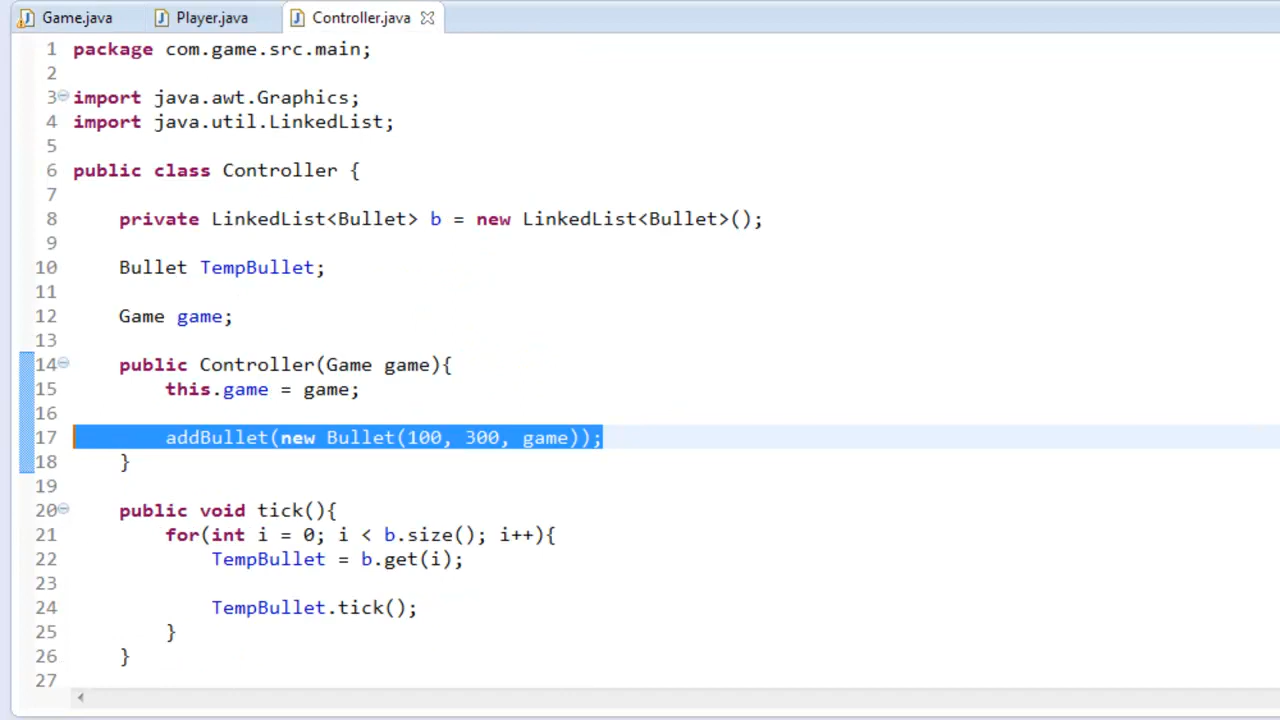 Game.java Player.java Controller.java
1 package com.game.src.main;
2
3 import java.awt.Graphics;
4 import java.util.LinkedList;
5
6 public class Controller {
7
8 private LinkedList<Bullet> b = new LinkedList<Bullet>();
9
10 Bullet TempBullet;
11
12 Game game;
13
14 public Controller(Game game){
15 this.game = game;
16
17 addBullet(new Bullet(100, 300, game));
18 }
19
20 public void tick(){
21 for(int i = 0; i < b.size(); i++){
22 TempBullet = b.get(i);
23
24 TempBullet.tick();
25 }
26 }
27